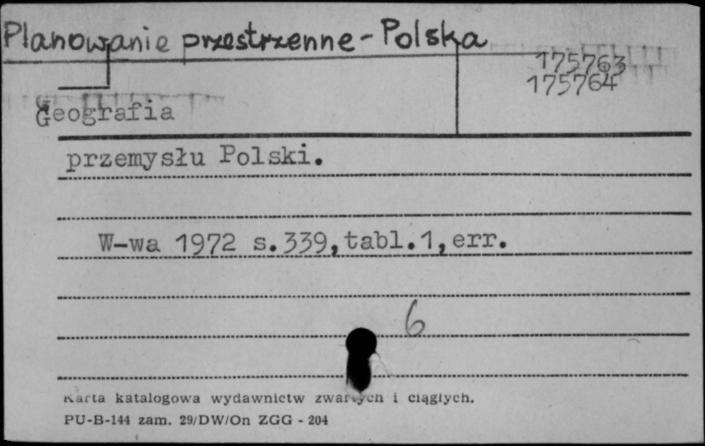 Planowanie przestrzenne - Polska
175763
175764
Geografia
przemysłu Polski.
W-wa 1972 s.339, tabl.1, err.
6
Karta katalogowa wydawnictw zwartych i ciągłych.
PU-B-144 zam. 29/DW/On ZGG - 204